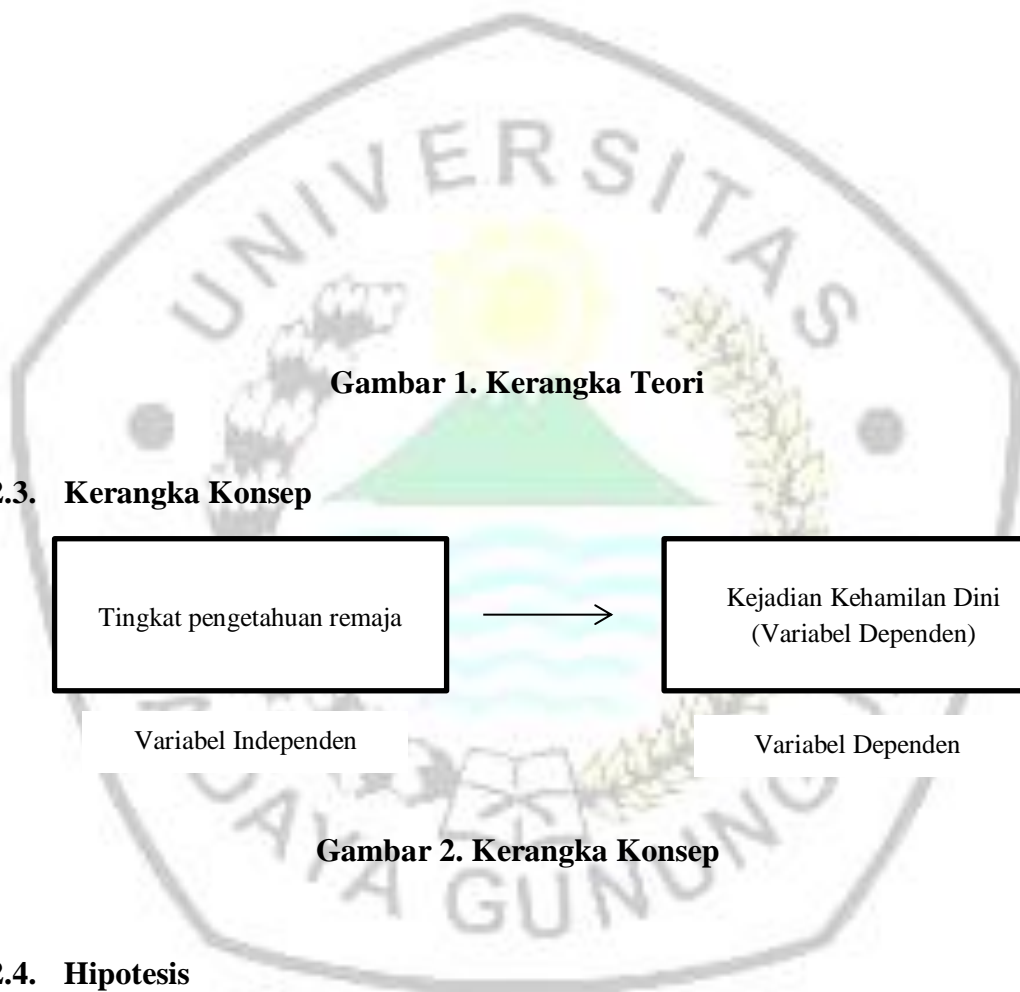 UNIVERSITAS
Gambar 1. Kerangka Teori
2.3. Kerangka Konsep
Tingkat pengetahuan remaja
Kejadian Kehamilan Dini
(Variabel Dependen)
Variabel Independen
Variabel Dependen
Gambar 2. Kerangka Konsep
GUNUNG
2.4. Hipotesis